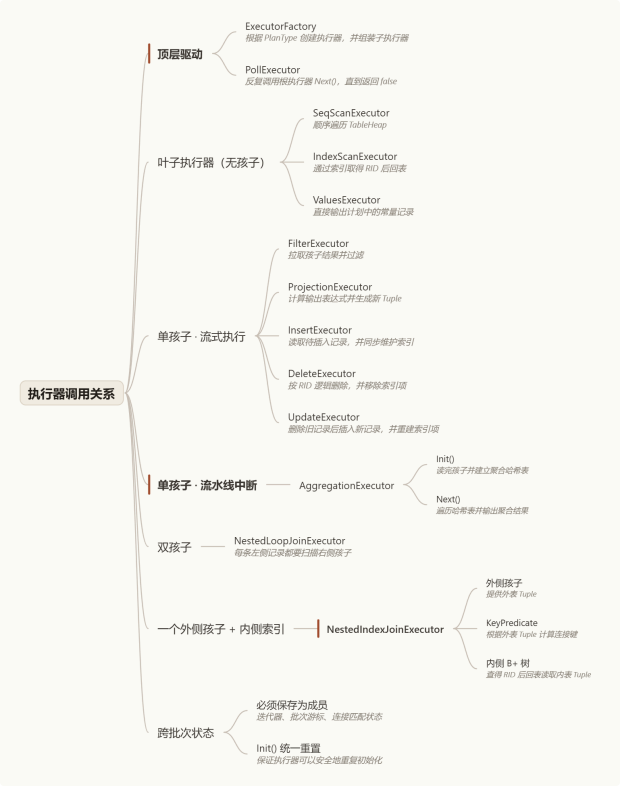 执行器调用关系
顶层驱动
ExecutorFactory
根据 PlanType 创建执行器，并组装子执行器
PollExecutor
反复调用根执行器 Next()，直到返回 false
叶子执行器（无孩子）
SeqScanExecutor
顺序遍历 TableHeap
IndexScanExecutor
通过索引取得 RID 后回表
ValuesExecutor
直接输出计划中的常量记录
单孩子 · 流式执行
FilterExecutor
拉取孩子结果并过滤
ProjectionExecutor
计算输出表达式并生成新 Tuple
InsertExecutor
读取待插入记录，并同步维护索引
DeleteExecutor
按 RID 逻辑删除，并移除索引项
UpdateExecutor
删除旧记录后插入新记录，并重建索引项
单孩子 · 流水线中断
AggregationExecutor
Init()
读完孩子并建立聚合哈希表
Next()
遍历哈希表并输出聚合结果
双孩子
NestedLoopJoinExecutor
每条左侧记录都要扫描右侧孩子
一个外侧孩子 + 内侧索引
NestedIndexJoinExecutor
外侧孩子
提供外表 Tuple
KeyPredicate
根据外表 Tuple 计算连接键
内侧 B+ 树
查得 RID 后回表读取内表 Tuple
跨批次状态
必须保存为成员
迭代器、批次游标、连接匹配状态
Init() 统一重置
保证执行器可以安全地重复初始化